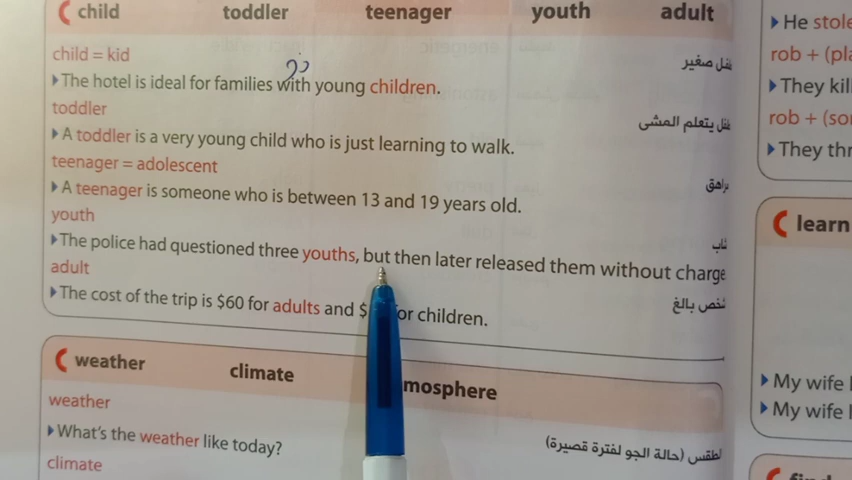 child toddler teenager youth adult
child = kid
طفل صغير
The hotel is ideal for families with young children.
toddler
طفل يتعلم المشى
A toddler is a very young child who is just learning to walk.
teenager = adolescent
مراهق
A teenager is someone who is between 13 and 19 years old.
youth
شاب
The police had questioned three youths, but then later released them without charge
adult
شخص بالغ
The cost of the trip is $60 for adults and $ for children.
weather climate mosphere
weather
الطقس (حالة الجو لفترة قصيرة)
What's the weather like today?
climate
He stole
rob +
They kill
rob +
They thr
learn
My wife
My wife